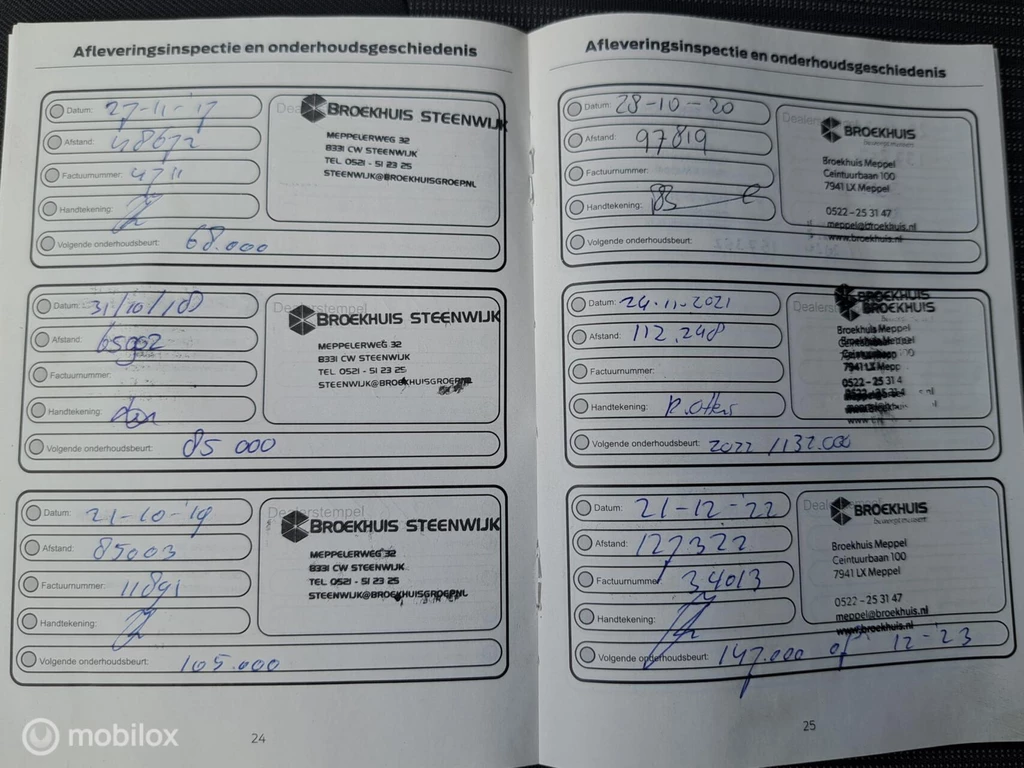 Afleveringsinspectie en onderhoudsgeschiedenis
Datum: 27-11-17
Afstand: 48672
Factuurnummer: 4711
Handtekening:
Volgende onderhoudsbeurt: 68.000
BROEKHUIS STEENWIJK
MEPPELERWEG 32
8331 CW STEENWIJK
TEL 0521 - 51 23 25
STEENWIJK@BROEKHUISGROEP.NL
Datum: 31/10/18
Afstand:
Factuurnummer:
Handtekening:
Volgende onderhoudsbeurt: 85 000
Dealerstempel
BROEKHUIS STEENWIJK
MEPPELERWEG 32
8331 CW STEENWIJK
TEL 0521 - 51 23 25
STEENWIJK@BROEKHUISGROEP.NL
Datum: 21-10-'19
Afstand: 85003
Factuurnummer: 11891
Handtekening:
Volgende onderhoudsbeurt: 105.000
Dealerstempel
BROEKHUIS STEENWIJK
MEPPELERWEG 32
8331 CW STEENWIJK
TEL 0521 - 51 23 25
STEENWIJK@BROEKHUISGROEP.NL
24
Afleveringsinspectie en onderhoudsgeschiedenis
Datum: 28-10-20
Afstand: 97819
Factuurnummer:
Handtekening:
Volgende onderhoudsbeurt:
BROEKHUIS
Broekhuis Meppel
Ceintuurbaan 100
7941 LX Meppel
0522 - 25 31 47
meppel@broekhuis.nl
www.broekhuis.nl
Datum: 24.11.2021
Afstand: 112.248
Factuurnummer:
Handtekening:
Volgende onderhoudsbeurt: 2022 / 132.000
BROEKHUIS
BROEKHUIS
Broekhuis Meppel
7941 LX Mepp
0522 - 25 31 4
Datum: 21-12-'22
Afstand: 127322
Factuurnummer: 34013
Handtekening:
Volgende onderhoudsbeurt: 147.000 of 12-'23
BROEKHUIS
Broekhuis Meppel
Ceintuurbaan 100
7941 LX Meppel
0522 - 25 31 47
meppel@broekhuis.nl
www.broekhuis.nl
25
mobilox